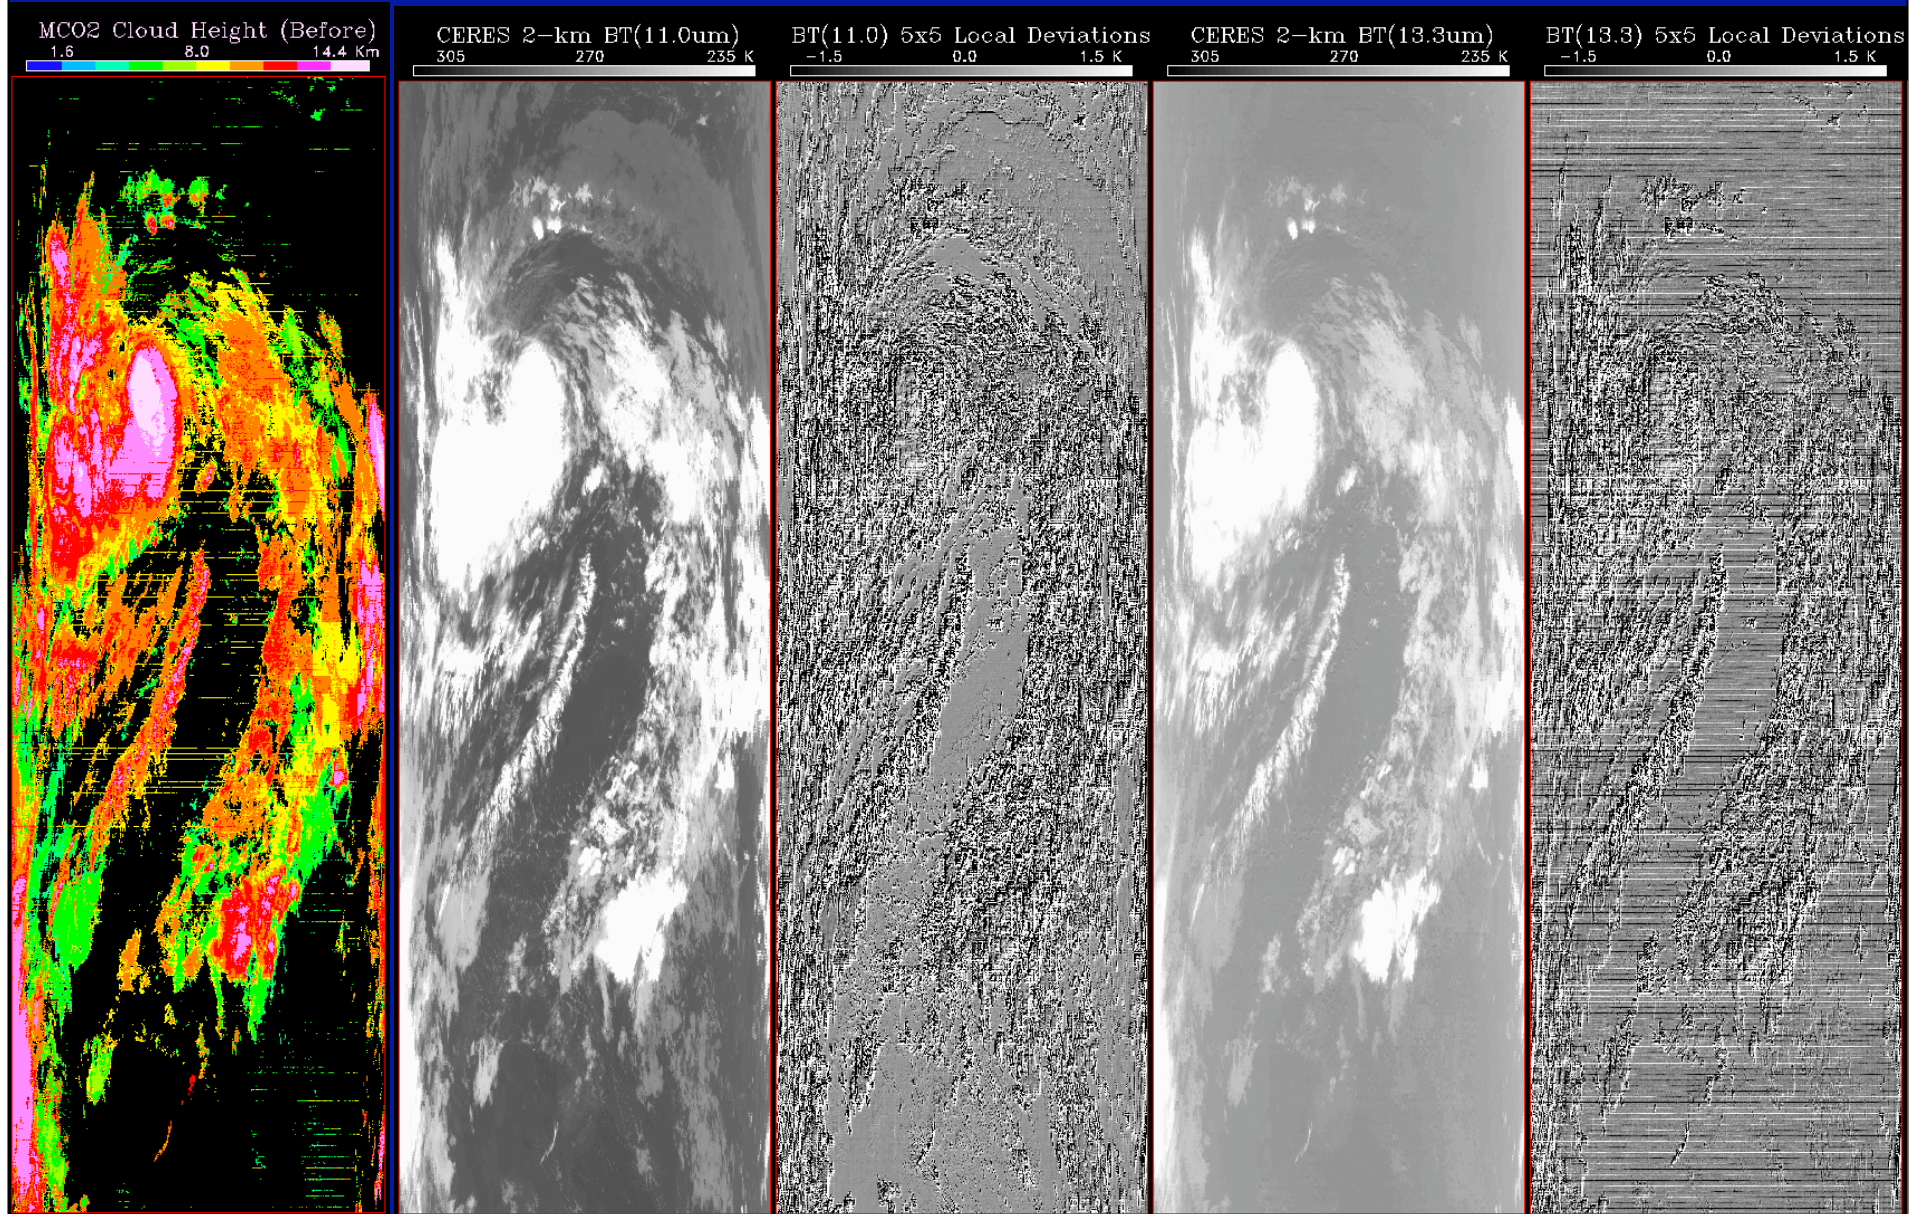 MCO2 Cloud Height (Before)
1.6 8.0 14.4 Km
CERES 2-km BT(11.0um)
305 270 235 K
BT(11.0) 5x5 Local Deviations
-1.5 0.0 1.5 K
CERES 2-km BT(13.3um)
305 270 235 K
BT(13.3) 5x5 Local Deviations
-1.5 0.0 1.5 K